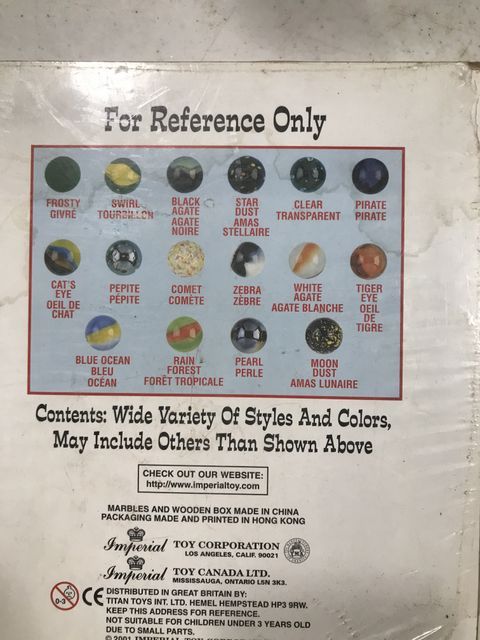 For Reference Only
FROSTY
GIVRÉ
SWIRL
TOURBILLON
BLACK
AGATE
AGATE
NOIRE
STAR
DUST
AMAS
STELLAIRE
CLEAR
TRANSPARENT
PIRATE
PIRATE
CAT'S
EYE
OEIL DE
CHAT
PEPITE
PÉPITE
COMET
COMÈTE
ZEBRA
ZÈBRE
WHITE
AGATE
AGATE BLANCHE
TIGER
EYE
OEIL
DE
TIGRE
BLUE OCEAN
BLEU
OCÉAN
RAIN
FOREST
FORÊT TROPICALE
PEARL
PERLE
MOON
DUST
AMAS LUNAIRE
Contents: Wide Variety Of Styles And Colors,
May Include Others Than Shown Above
CHECK OUT OUR WEBSITE:
http://www.imperialtoy.com
MARBLES AND WOODEN BOX MADE IN CHINA
PACKAGING MADE AND PRINTED IN HONG KONG
Imperial TOY CORPORATION
LOS ANGELES, CALIF. 90021
Imperial TOY CANADA LTD.
MISSISSAUGA, ONTARIO L5N 3K3.
0-3 CE DISTRIBUTED IN GREAT BRITAIN BY:
TITAN TOYS INT. LTD. HEMEL HEMPSTEAD HP3 9RW.
KEEP THIS ADDRESS FOR REFERENCE.
NOT SUITABLE FOR CHILDREN UNDER 3 YEARS OLD
DUE TO SMALL PARTS.
© 2001 IMPERIAL TOY